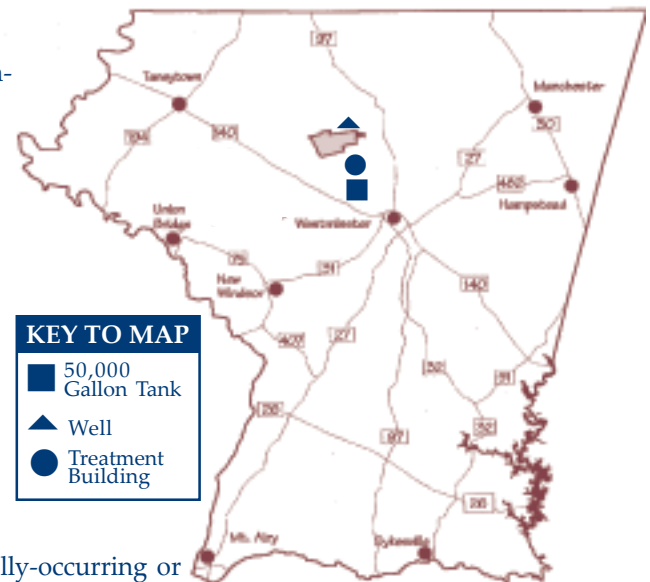 n-
97
Taneytown
Manchester
194
140
30
27
482
Hampstead
Westminster
Union
Bridge
75
31
New
Windsor
140
407
27
32
31
KEY TO MAP
50,000
Gallon Tank
Well
Treatment
Building
26
97
32
26
Mt. Airy
Sykesville
lly-occurring or